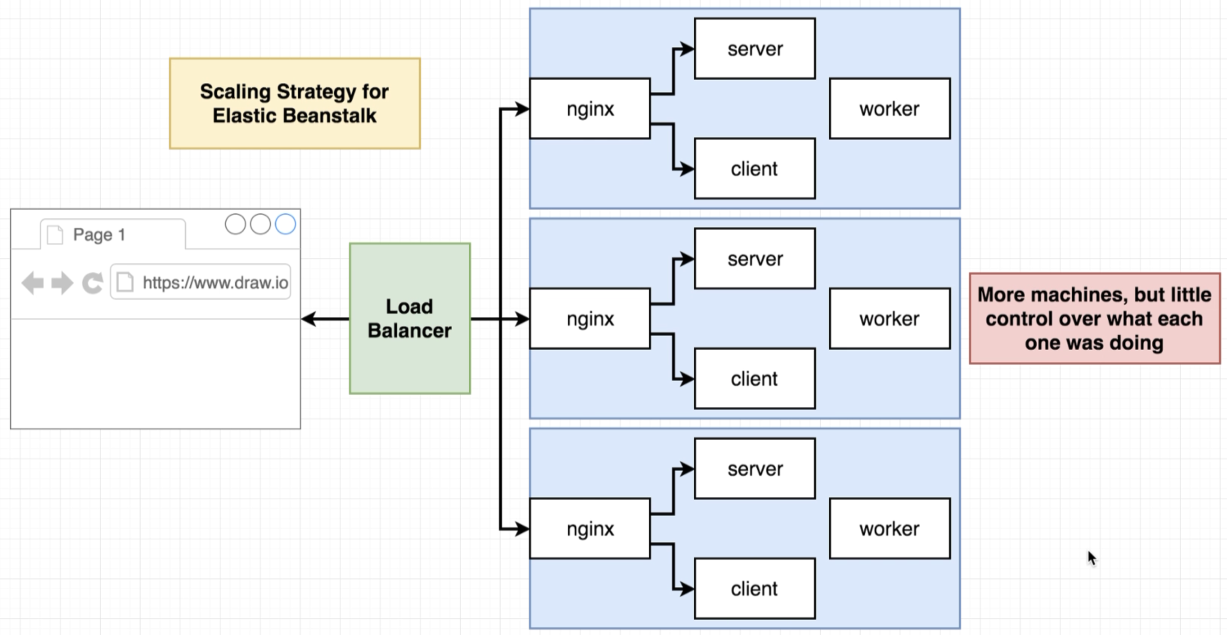 Scaling Strategy for
Elastic Beanstalk
Page 1
https://www.draw.io
Load
Balancer
nginx
server
client
worker
nginx
server
client
worker
nginx
server
client
worker
More machines, but little
control over what each
one was doing